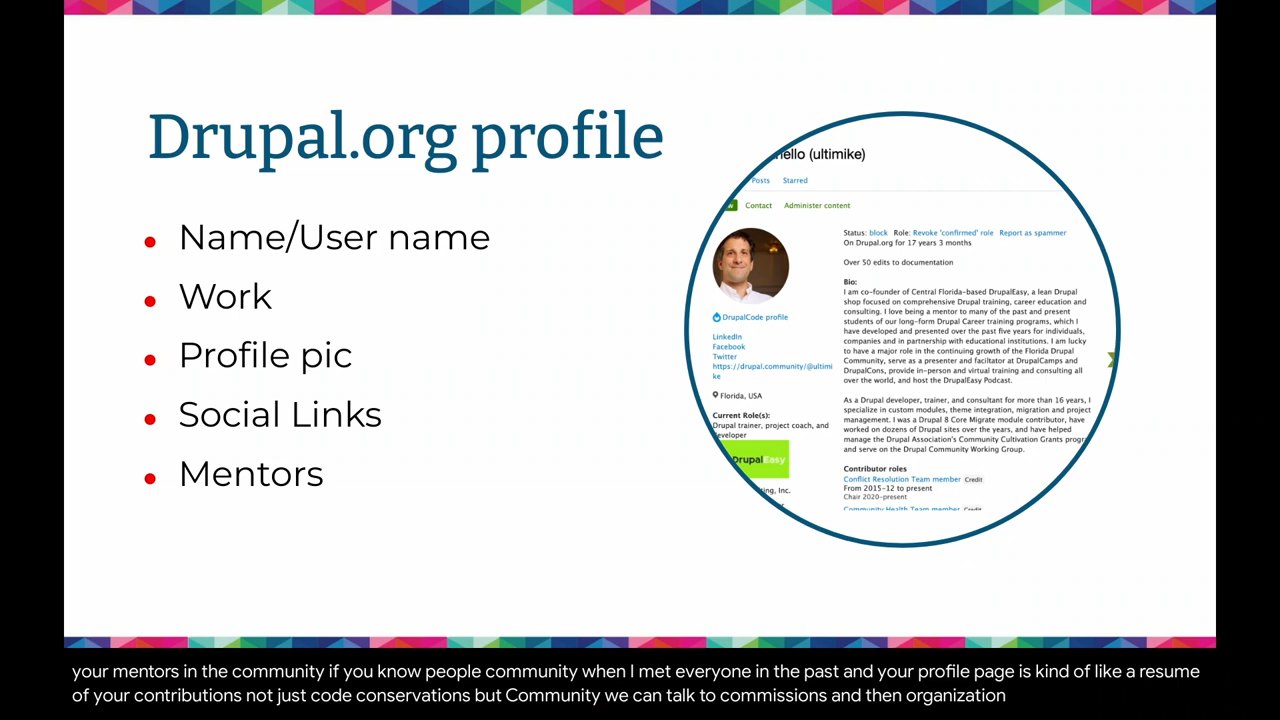 Drupal.org profile
Name/User name
Work
Profile pic
Social Links
Mentors
ello (ultimike)
Posts Starred
Contact Administer content
Status: block Role: Revoke 'confirmed' role Report as spammer
On Drupal.org for 17 years 3 months
Over 50 edits to documentation
Bio:
I am co-founder of Central Florida-based DrupalEasy, a lean Drupal
shop focused on comprehensive Drupal training, career education and
consulting. I love being a mentor to many of the past and present
students of our long-form Drupal Career training programs, which I
have developed and presented over the past five years for individuals,
companies and in partnership with educational institutions. I am lucky
to have a major role in the continuing growth of the Florida Drupal
Community, serve as a presenter and faciltator at DrupalCamps and
DrupalCons, provide in-person and virtual training and consulting all
over the world, and host the DrupalEasy Podcast.
As a Drupal developer, trainer, and consultant for more than 16 years, I
specialize in custom modules, theme integration, migration and project
management. I was a Drupal 8 Core Migrate module contributor, have
worked on dozens of Drupal sites over the years, and have helped
manage the Drupal Association's Community Cultivation Grants progr
and serve on the Drupal Community Working Group.
Contributor roles
Conflict Resolution Team member Credit
From 2015-12 to present
Chair 2020-present
Community Health Team member Credit
DrupalCode profile
LinkedIn
Facebook
Twitter
https://drupal.community/@ultimi
ke
Florida, USA
Current Role(s):
Drupal trainer, project coach, and
eveloper
DrupalEasy
ting, Inc.
your mentors in the community if you know people community when I met everyone in the past and your profile page is kind of like a resume
of your contributions not just code conservations but Community we can talk to commissions and then organization